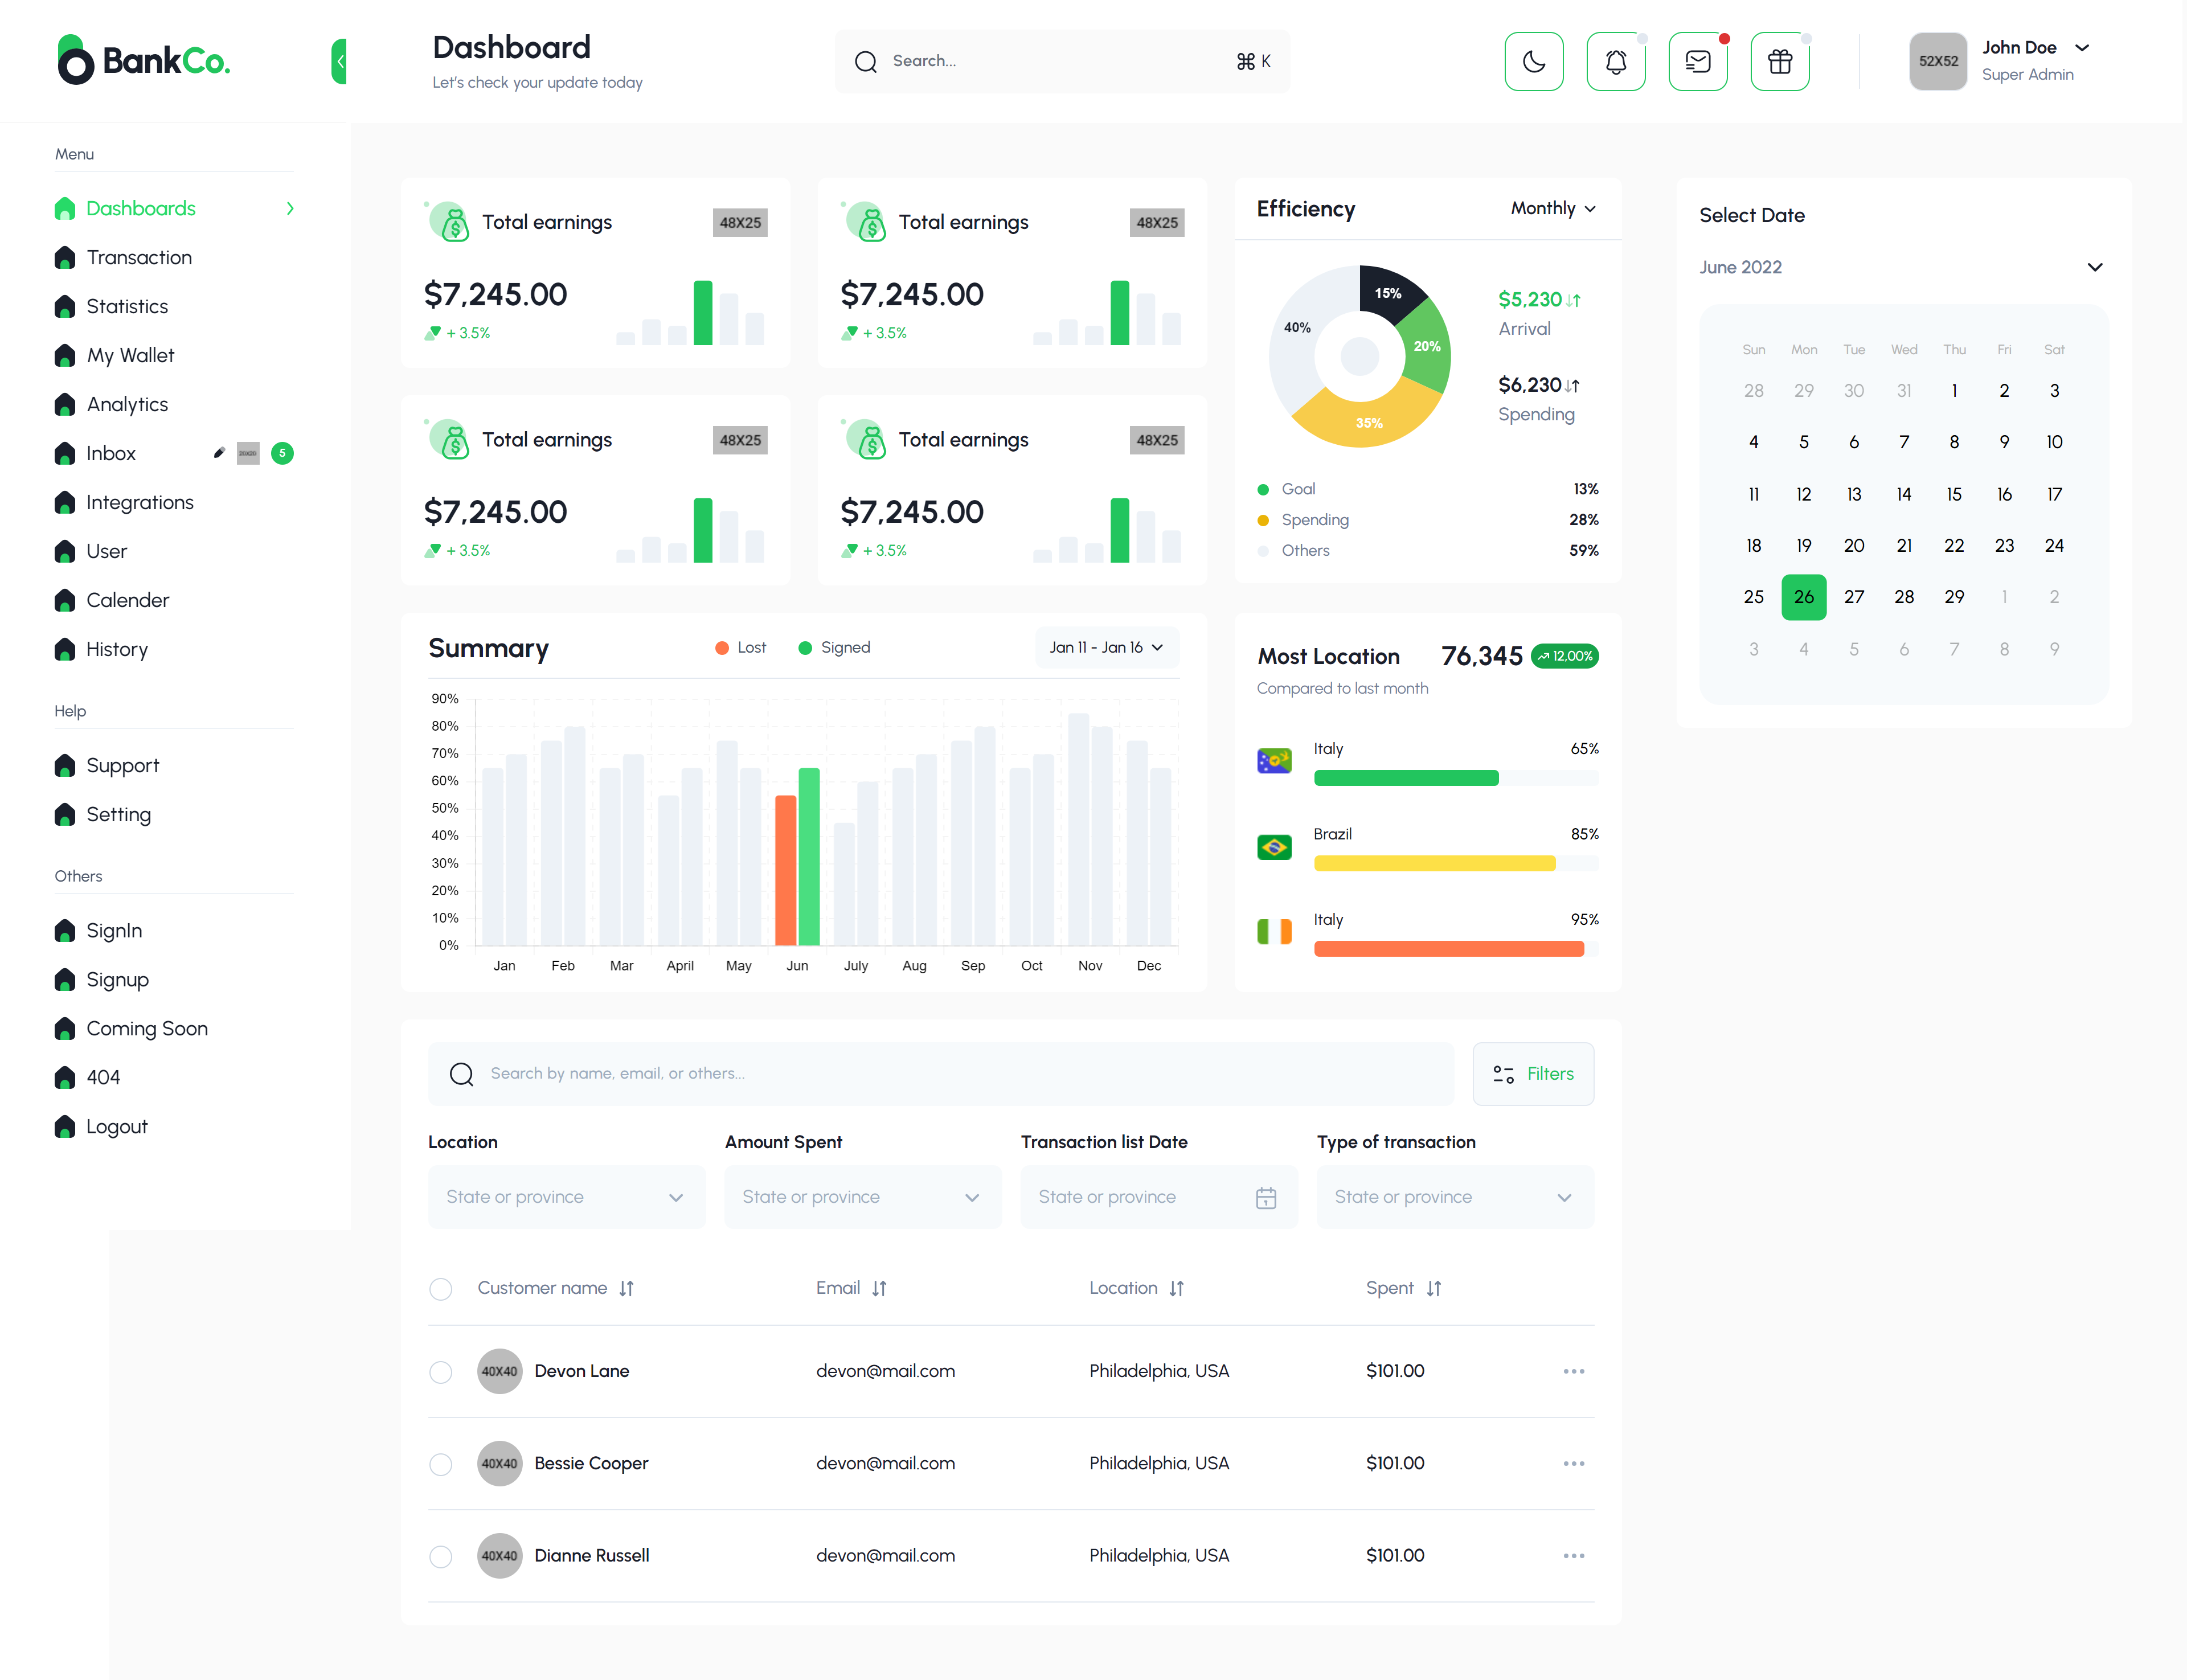 BankCo.
Dashboard
Let's check your update today
Search...
⌘ K
52X52
John Doe
Super Admin
Menu
Dashboards
Transaction
Statistics
My Wallet
Analytics
Inbox
20x20
5
Integrations
User
Calender
History
Help
Support
Setting
Others
SignIn
Signup
Coming Soon
404
Logout
Total earnings
48X25
$7,245.00
+ 3.5%
Total earnings
48X25
$7,245.00
+ 3.5%
Total earnings
48X25
$7,245.00
+ 3.5%
Total earnings
48X25
$7,245.00
+ 3.5%
Efficiency
Monthly
15%
20%
35%
40%
$5,230
Arrival
$6,230
Spending
Goal 13%
Spending 28%
Others 59%
Select Date
June 2022
Sun Mon Tue Wed Thu Fri Sat
28 29 30 31 1 2 3
4 5 6 7 8 9 10
11 12 13 14 15 16 17
18 19 20 21 22 23 24
25 26 27 28 29 1 2
3 4 5 6 7 8 9
Summary
Lost
Signed
Jan 11 - Jan 16
90%
80%
70%
60%
50%
40%
30%
20%
10%
0%
Jan Feb Mar April May Jun July Aug Sep Oct Nov Dec
Most Location
76,345
12,00%
Compared to last month
Italy 65%
Brazil 85%
Italy 95%
Search by name, email, or others...
Filters
Location
State or province
Amount Spent
State or province
Transaction list Date
State or province
1
Type of transaction
State or province
Customer name Email Location Spent
40X40 Devon Lane devon@mail.com Philadelphia, USA $101.00
40X40 Bessie Cooper devon@mail.com Philadelphia, USA $101.00
40X40 Dianne Russell devon@mail.com Philadelphia, USA $101.00